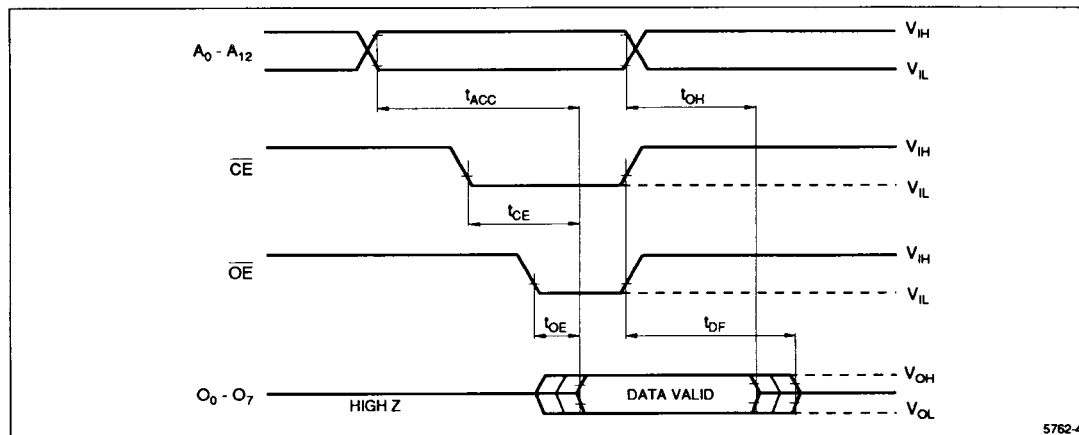 A0 - A12
VIH
VIL
tACC
tOH
CE
VIH
VIL
tCE
OE
VIH
VIL
tOE
tDF
O0 - O7
HIGH Z
DATA VALID
VOH
VOL
5762-4